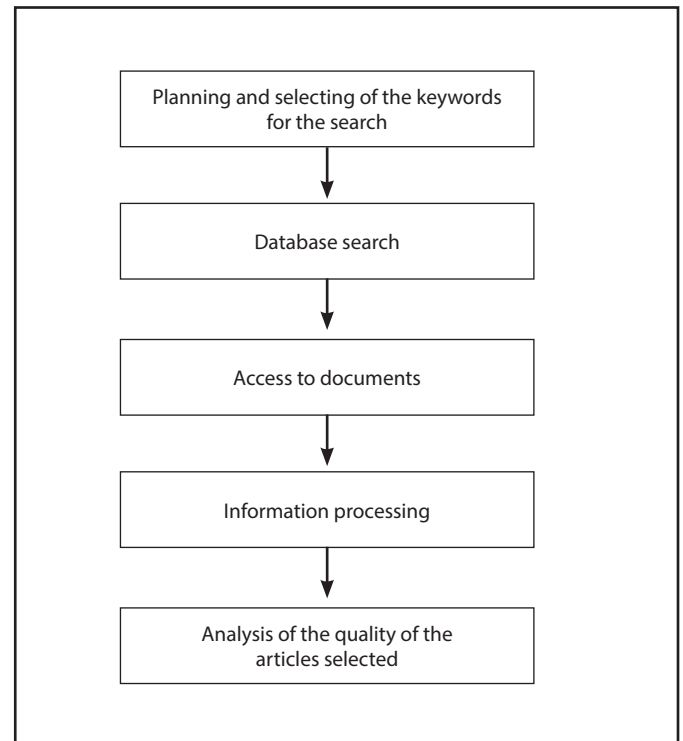 Planning and selecting of the keywords
for the search
Database search
Access to documents
Information processing
Analysis of the quality of the
articles selected